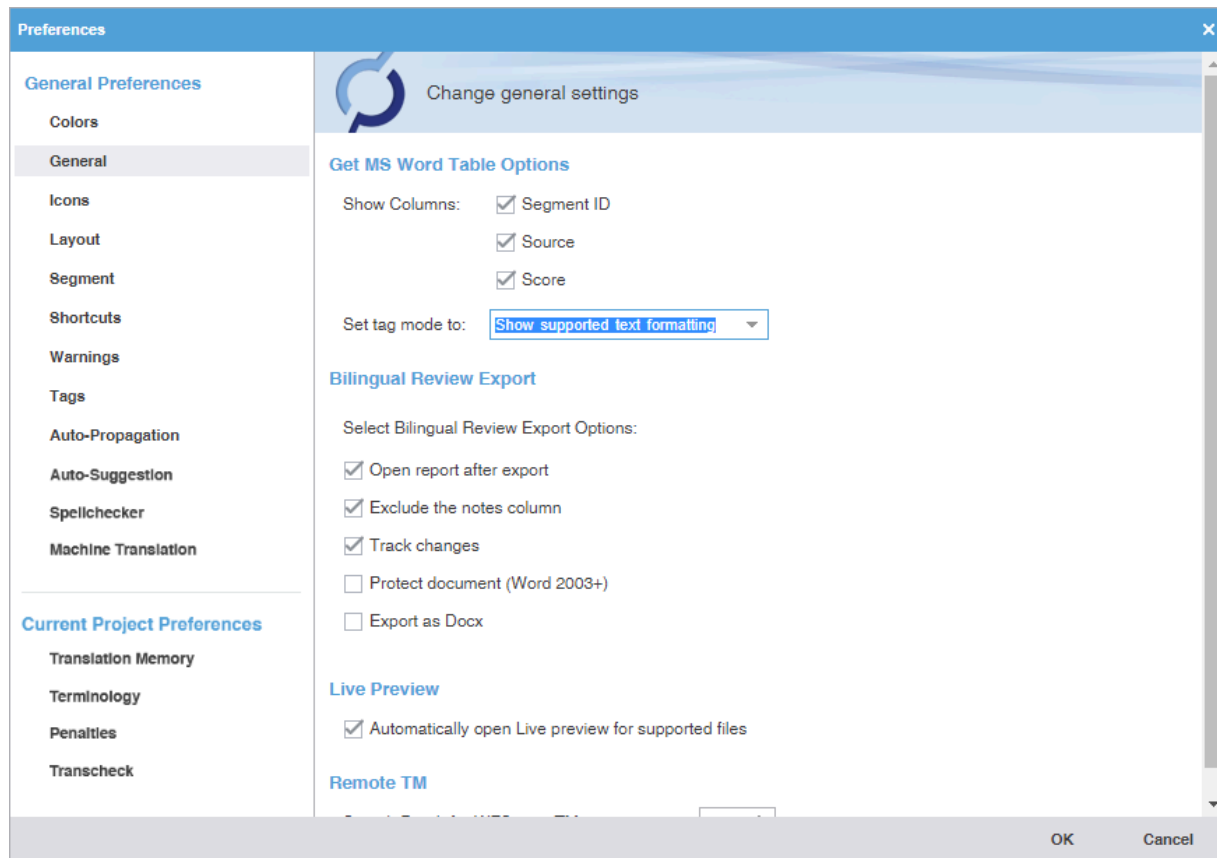 Preferences
General Preferences
Colors
General
Icons
Layout
Segment
Shortcuts
Warnings
Tags
Auto-Propagation
Auto-Suggestion
Spellchecker
Machine Translation
Current Project Preferences
Translation Memory
Terminology
Penalties
Transcheck
Change general settings
Get MS Word Table Options
Show Columns: Segment ID
Source
Score
Set tag mode to: Show supported text formatting
Bilingual Review Export
Select Bilingual Review Export Options:
Open report after export
Exclude the notes column
Track changes
Protect document (Word 2003+)
Export as Docx
Live Preview
Automatically open Live preview for supported files
Remote TM
OK Cancel